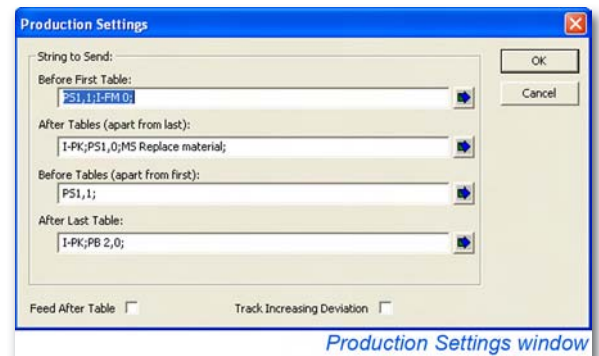 Production Settings
String to Send:
Before First Table:
PS1,1;I-FM 0;
After Tables (apart from last):
I-PK;PS1,0;MS Replace material;
Before Tables (apart from first):
PS1,1;
After Last Table:
I-PK;PB 2,0;
Feed After Table
Track Increasing Deviation
OK
Cancel
Production Settings window